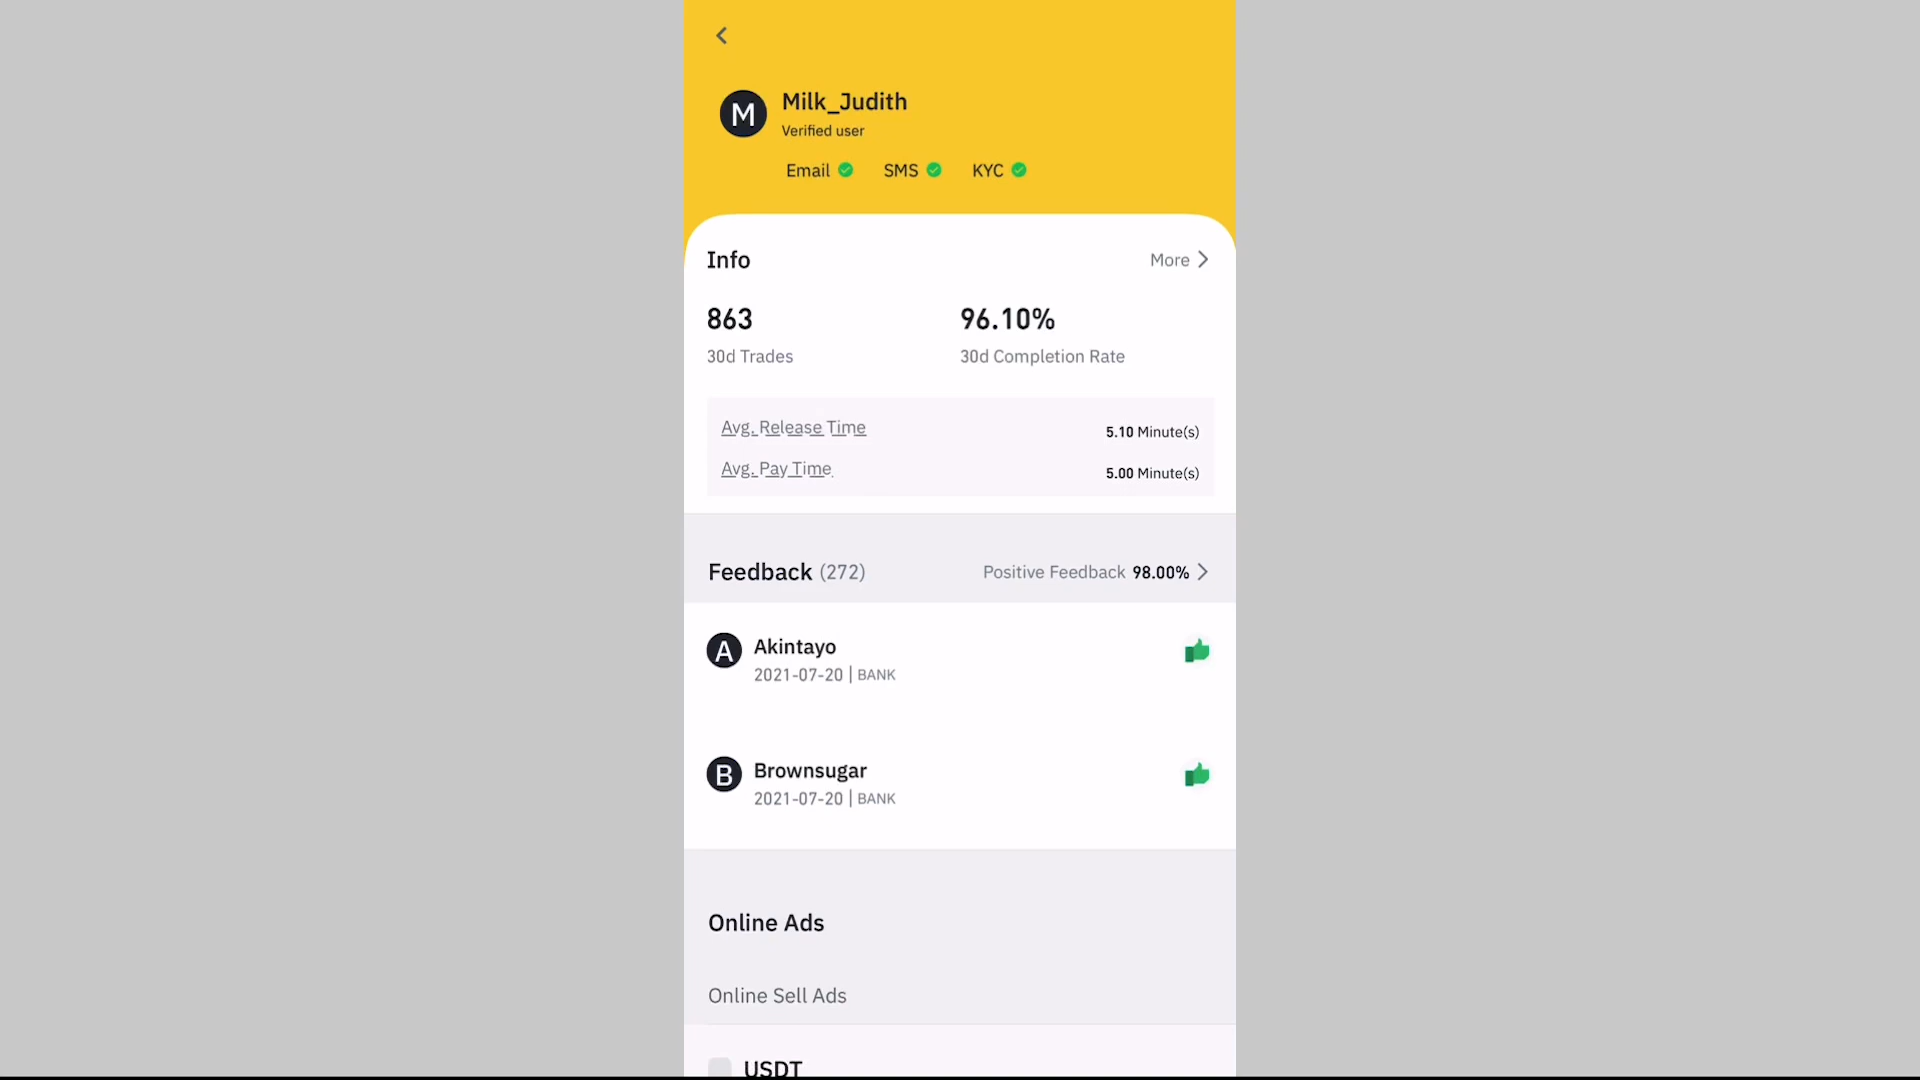 M
Milk_Judith
Verified user
Email SMS KYC
Info More
863 96.10%
30d Trades 30d Completion Rate
Avg. Release Time 5.10 Minute(s)
Avg. Pay Time 5.00 Minute(s)
Feedback (272) Positive Feedback 98.00%
A Akintayo
2021-07-20 | BANK
B Brownsugar
2021-07-20 | BANK
Online Ads
Online Sell Ads
USDT